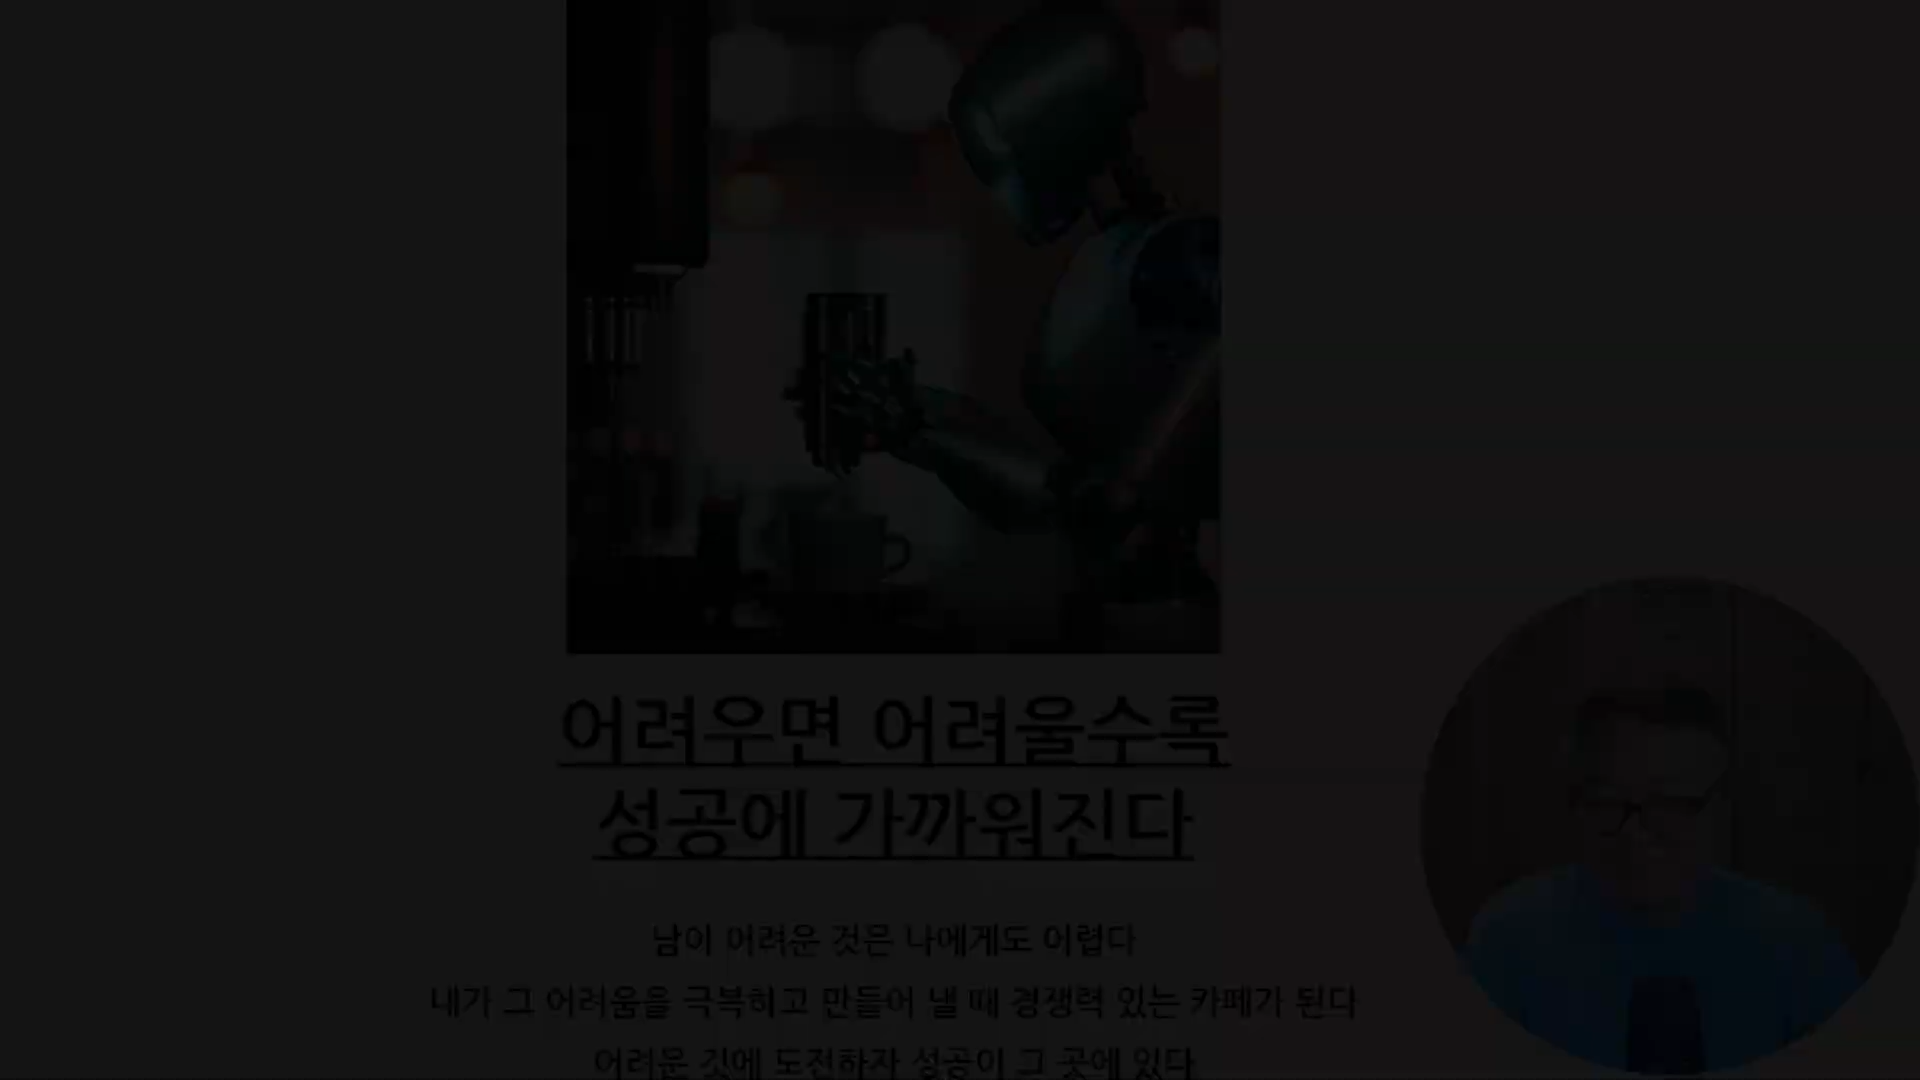 어려우면 어려울수록
성공에 가까워진다
남이 어려운 것은 나에게도 어렵다
내가 그 어려움을 극복하고 만들어 낼 때 경쟁력 있는 카페가 된다
어려운 것에 도전하자 성공이 그 곳에 있다